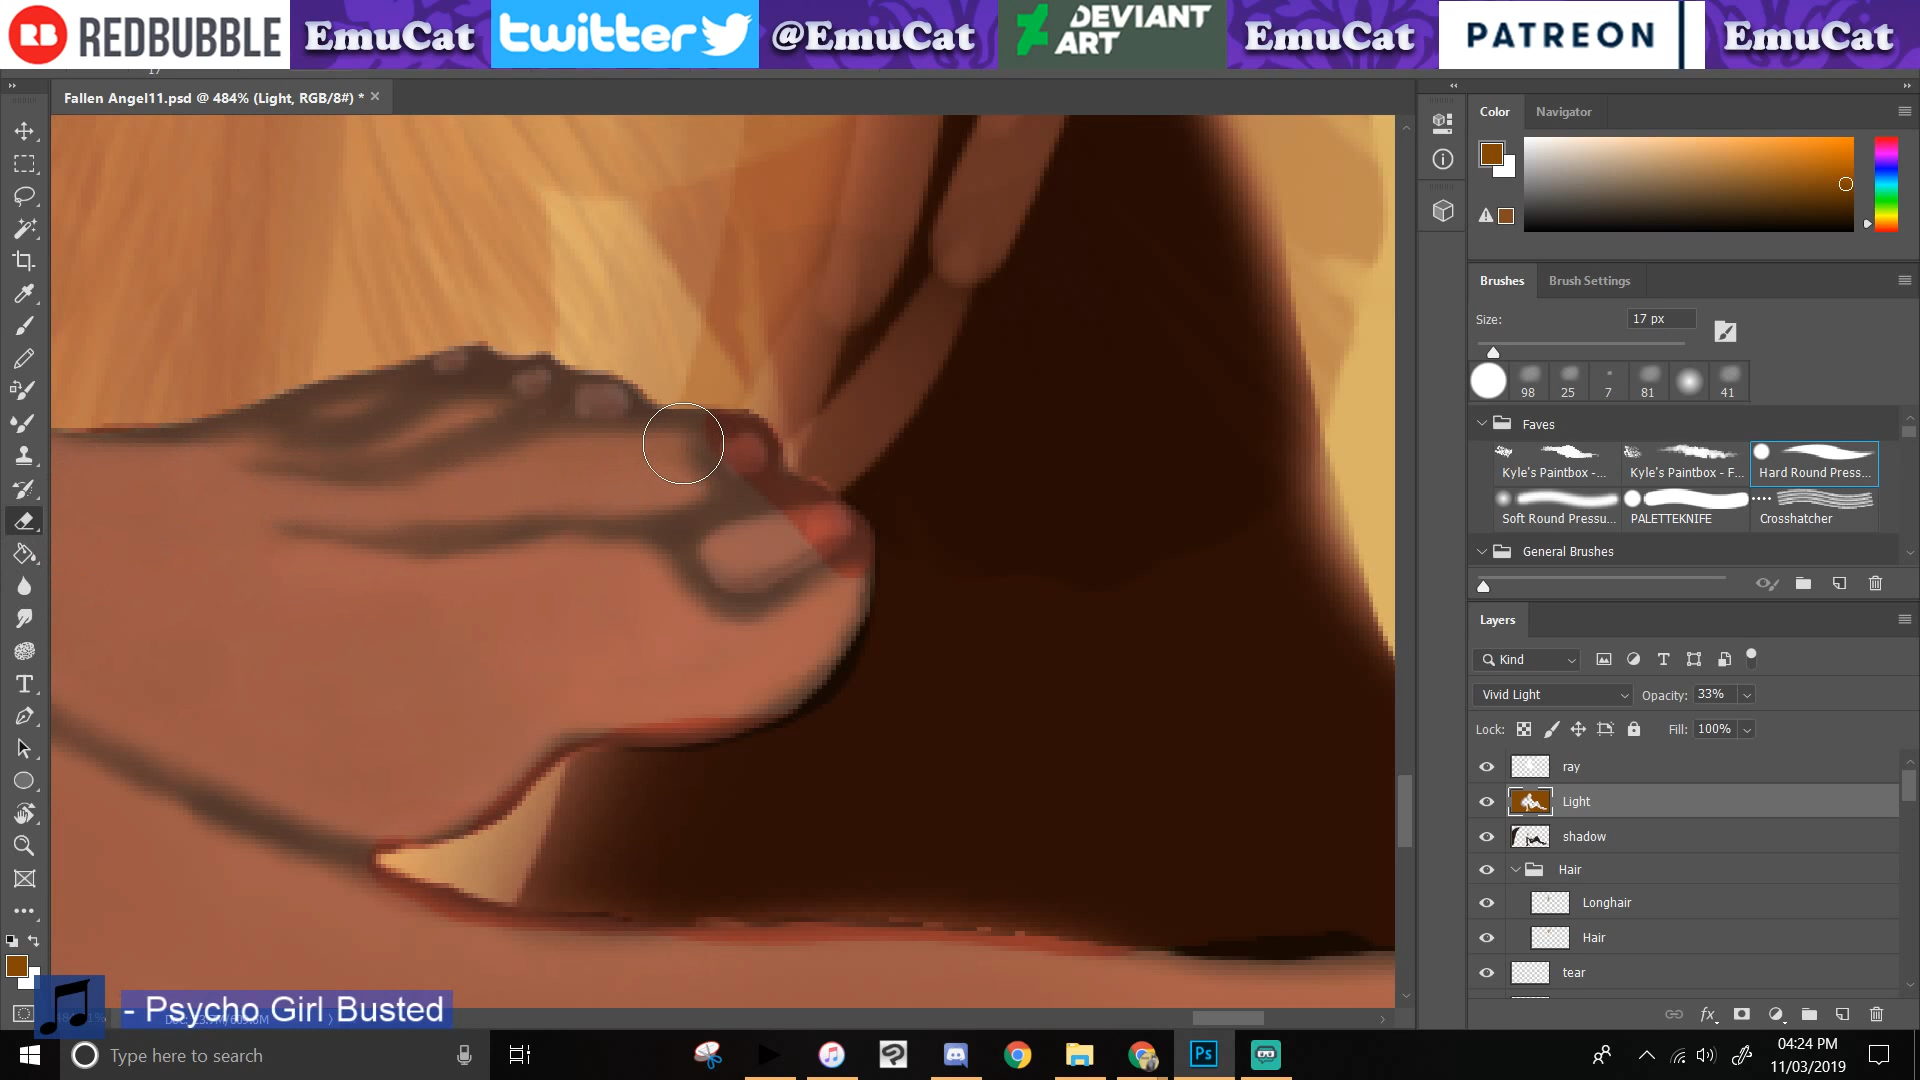 REDBUBBLE EmuCat twitter @EmuCat DEVIANT ART EmuCat PATREON EmuCat
17
Fallen Angel11.psd @ 484% (Light, RGB/8#) *
Color Navigator
Brushes Brush Settings
Size: 17 px
98 25 7 81 41
Faves
Kyle's Paintbox -... Kyle's Paintbox - F... Hard Round Press...
Soft Round Pressu... PALETTEKNIFE Crosshatcher
General Brushes
Layers
Kind
Vivid Light Opacity: 33%
Lock: Fill: 100%
ray
Light
shadow
Hair
Longhair
Hair
tear
- Psycho Girl Busted
Type here to search
04:24 PM
11/03/2019